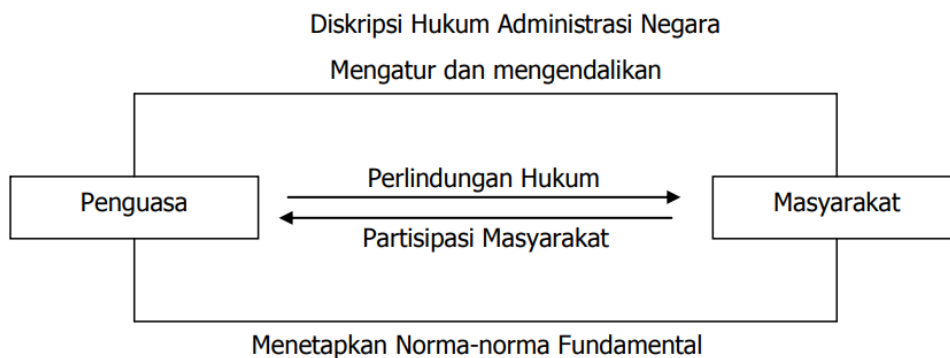 Diskripsi Hukum Administrasi Negara
Mengatur dan mengendalikan
Perlindungan Hukum
Penguasa
Masyarakat
Partisipasi Masyarakat
Menetapkan Norma-norma Fundamental